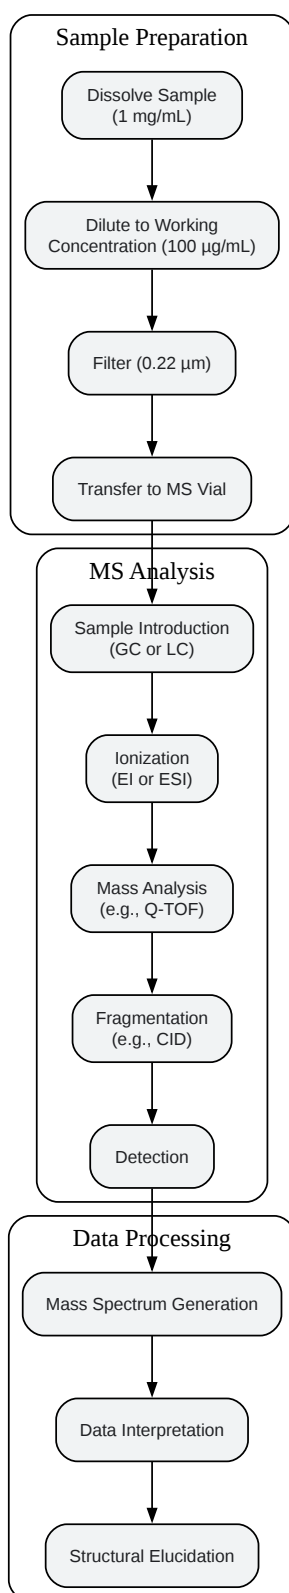 Sample Preparation
Dissolve Sample
(1 mg/mL)
Dilute to Working
Concentration (100 µg/mL)
Filter (0.22 µm)
Transfer to MS Vial
MS Analysis
Sample Introduction
(GC or LC)
Ionization
(EI or ESI)
Mass Analysis
(e.g., Q-TOF)
Fragmentation
(e.g., CID)
Detection
Data Processing
Mass Spectrum Generation
Data Interpretation
Structural Elucidation